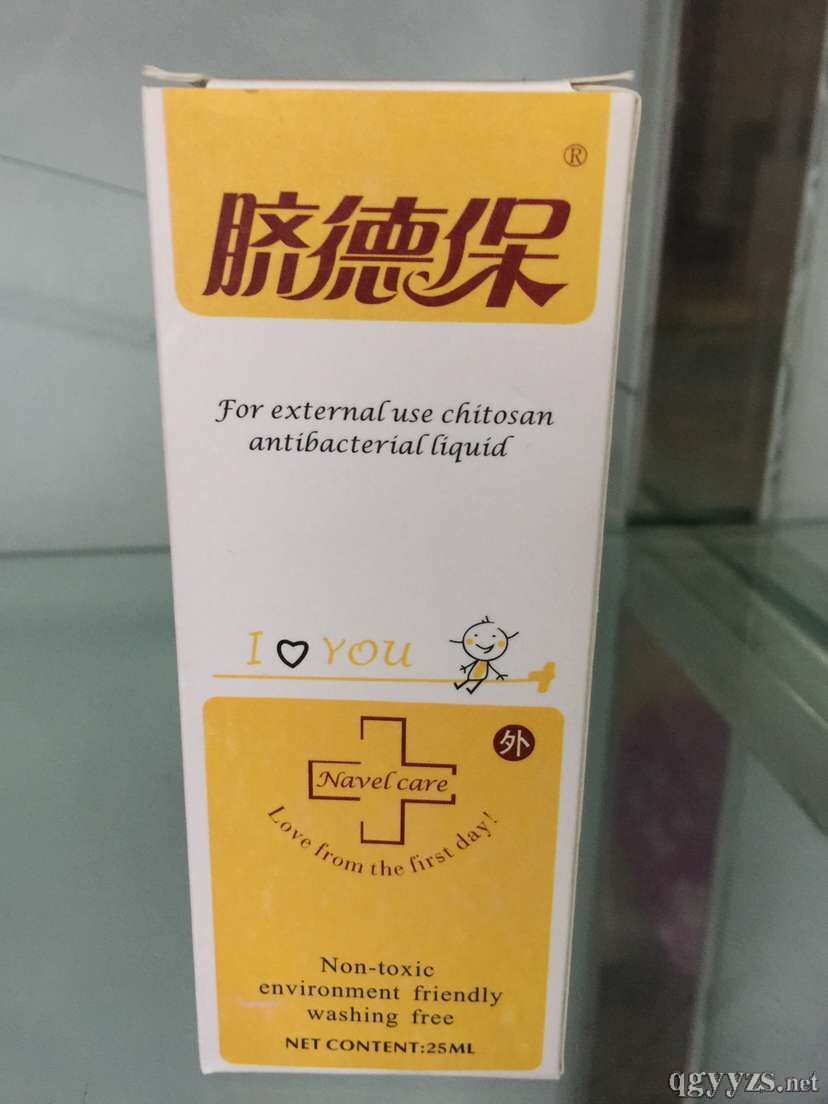 ®
脐德保
For external use chitosan
antibacterial liquid
I ♡ YOU
外
Navel care
Love from the first day!
Non-toxic
environment friendly
washing free
NET CONTENT:25ML
qgyyzs.net